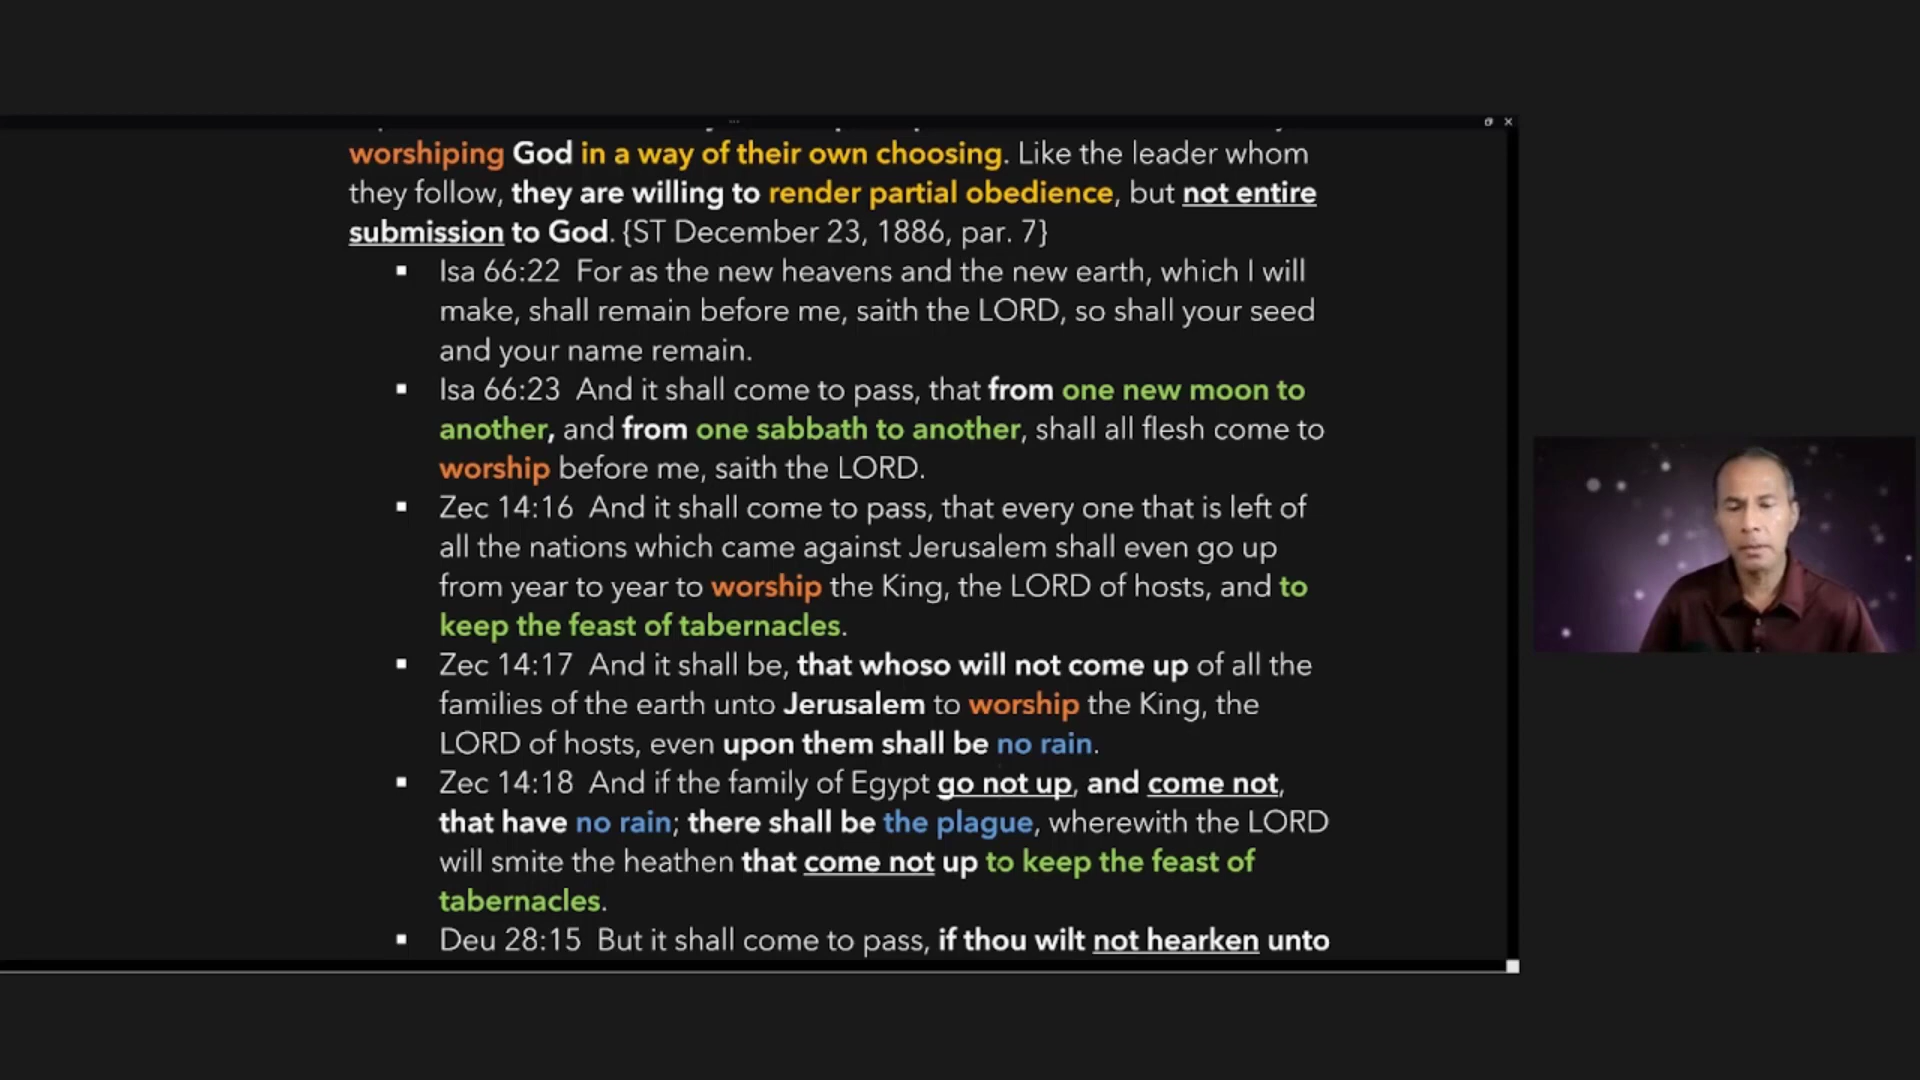 worshiping God in a way of their own choosing. Like the leader whom
they follow, they are willing to render partial obedience, but not entire
submission to God. {ST December 23, 1886, par. 7}
▪ Isa 66:22 For as the new heavens and the new earth, which I will
make, shall remain before me, saith the LORD, so shall your seed
and your name remain.
▪ Isa 66:23 And it shall come to pass, that from one new moon to
another, and from one sabbath to another, shall all flesh come to
worship before me, saith the LORD.
▪ Zec 14:16 And it shall come to pass, that every one that is left of
all the nations which came against Jerusalem shall even go up
from year to year to worship the King, the LORD of hosts, and to
keep the feast of tabernacles.
▪ Zec 14:17 And it shall be, that whoso will not come up of all the
families of the earth unto Jerusalem to worship the King, the
LORD of hosts, even upon them shall be no rain.
▪ Zec 14:18 And if the family of Egypt go not up, and come not,
that have no rain; there shall be the plague, wherewith the LORD
will smite the heathen that come not up to keep the feast of
tabernacles.
▪ Deu 28:15 But it shall come to pass, if thou wilt not hearken unto